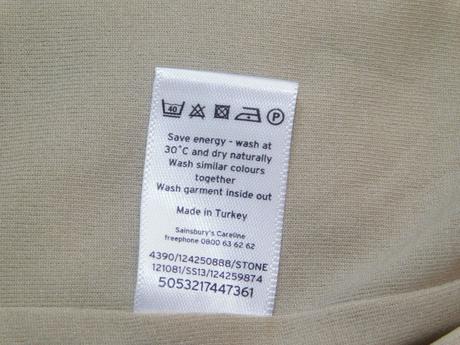 40 P
Save energy - wash at
30°C and dry naturally
Wash similar colours
together
Wash garment inside out
Made in Turkey
Sainsbury's Careline
freephone 0800 63 62 62
4390/124250888/STONE
121081/SS13/124259874
5053217447361